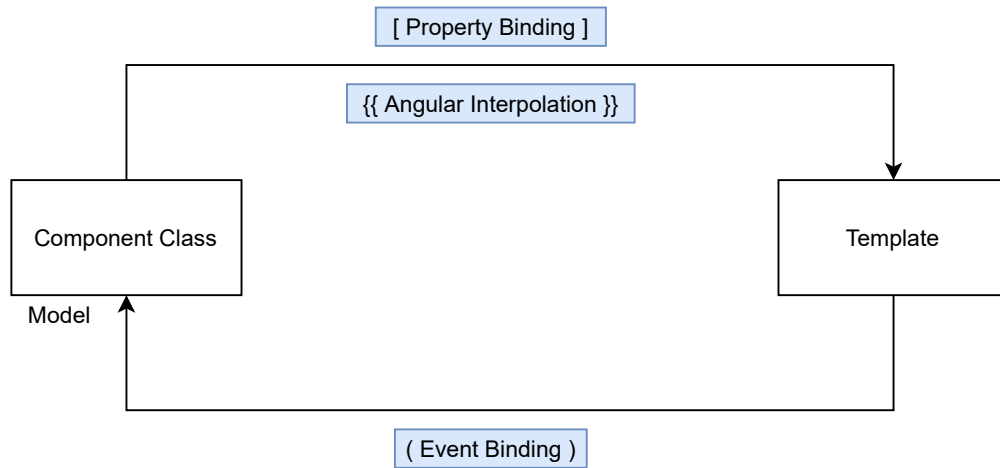 [ Property Binding ]
{{ Angular Interpolation }}
Component Class
Template
Model
( Event Binding )